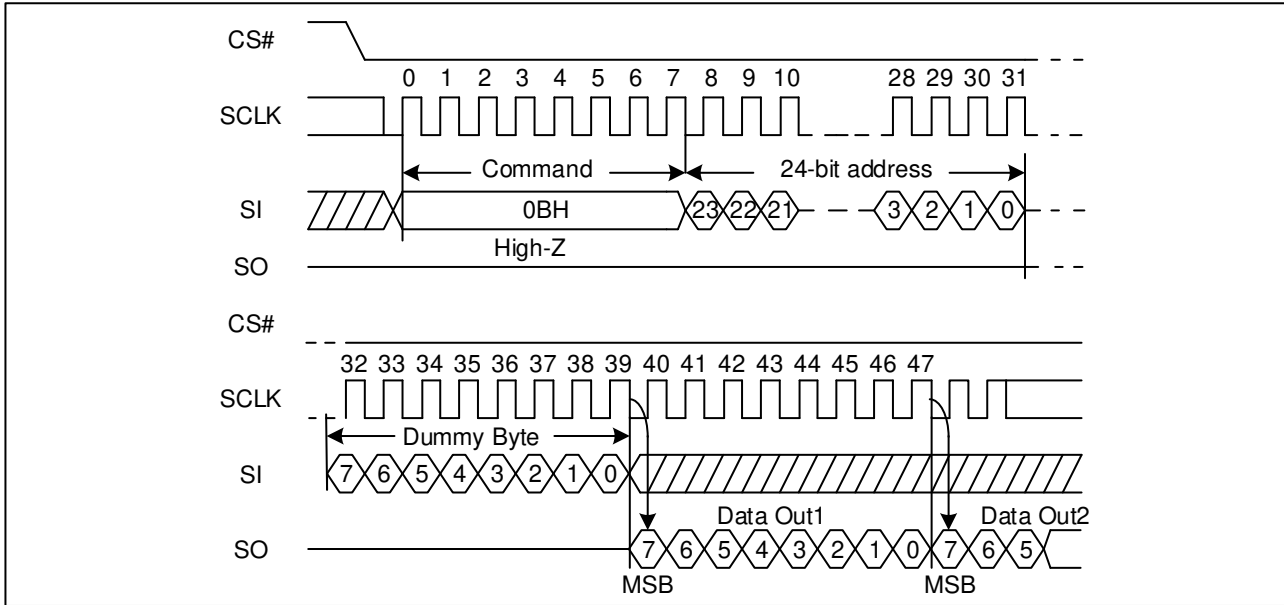 CS#
0 1 2 3 4 5 6 7 8 9 10 28 29 30 31
SCLK
Command 24-bit address
SI 0BH 23 22 21 3 2 1 0
High-Z
SO
CS#
32 33 34 35 36 37 38 39 40 41 42 43 44 45 46 47
SCLK
Dummy Byte
SI 7 6 5 4 3 2 1 0
Data Out1 Data Out2
SO 7 6 5 4 3 2 1 0 7 6 5
MSB MSB